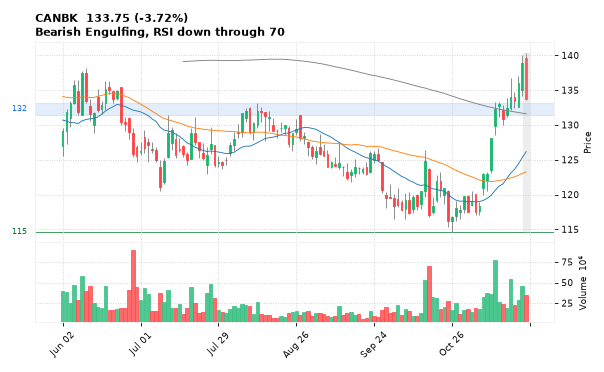 CANBK 133.75 (-3.72%)
Bearish Engulfing, RSI down through 70
140
135
132
130
125
120
115
115
Price
75
50
25
Volume 10⁶
Jun 02
Jul 01
Jul 29
Aug 26
Sep 24
Oct 26